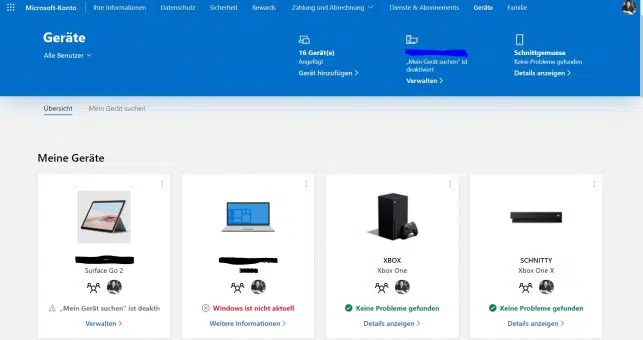 Microsoft-Konto
Ihre Informationen
Datenschutz
Sicherheit
Rewards
Zahlung und Abrechnung
Dienste & Abonnements
Geräte
Familie
Geräte
Alle Benutzer
16 Gerät(e)
Angefügt
Gerät hinzufügen
„Mein Gerät suchen" ist
deaktiviert
Verwalten
Schnittgemuese
Keine Probleme gefunden
Details anzeigen
Übersicht
Mein Gerät suchen
Meine Geräte
Surface Go 2
„Mein Gerät suchen" ist deaktiv
Verwalten
Windows ist nicht aktuell
Weitere Informationen
XBOX
Xbox One
Keine Probleme gefunden
Details anzeigen
SCHNITTY
Xbox One X
Keine Probleme gefunden
Details anzeigen